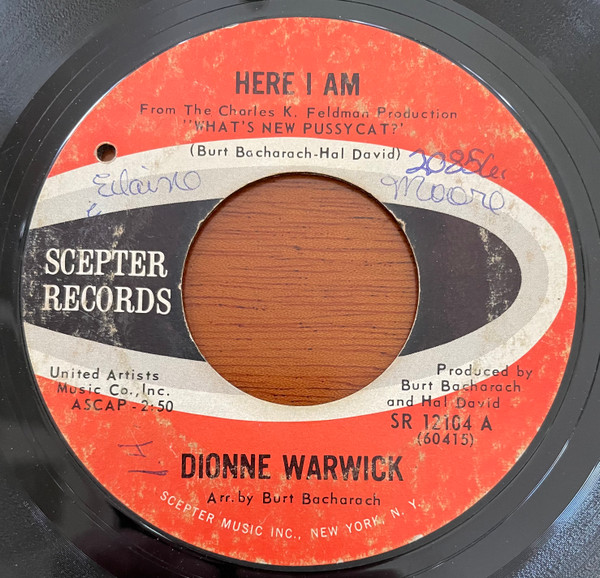 HERE I AM
From The Charles K. Feldman Production
"WHAT'S NEW PUSSYCAT?"
(Burt Bacharach-Hal David)
Elaine
Moore
SCEPTER
RECORDS
United Artists
Music Co., Inc.
ASCAP - 2:50
Produced by
Burt Bacharach
and Hal David
SR 12104 A
(60415)
DIONNE WARWICK
Arr. by Burt Bacharach
SCEPTER MUSIC INC., NEW YORK, N. Y.